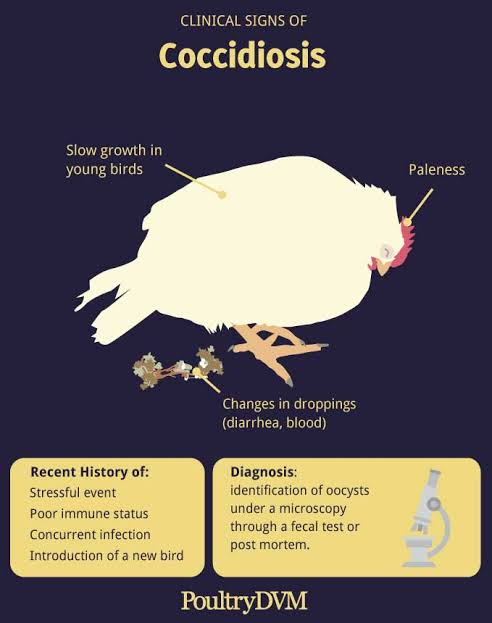 CLINICAL SIGNS OF
Coccidiosis
Slow growth in
young birds
Paleness
Changes in droppings
(diarrhea, blood)
Recent History of:
Stressful event
Poor immune status
Concurrent infection
Introduction of a new bird
Diagnosis:
identification of oocysts
under a microscopy
through a fecal test or
post mortem.
PoultryDVM